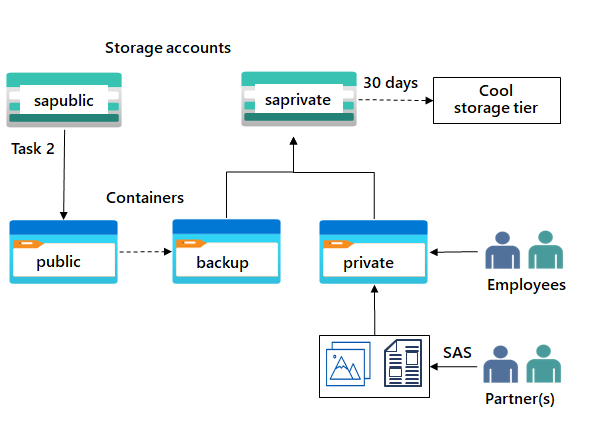 Storage accounts
sapublic
saprivate
30 days
Cool
storage tier
Task 2
Containers
public
backup
private
Employees
SAS
Partner(s)